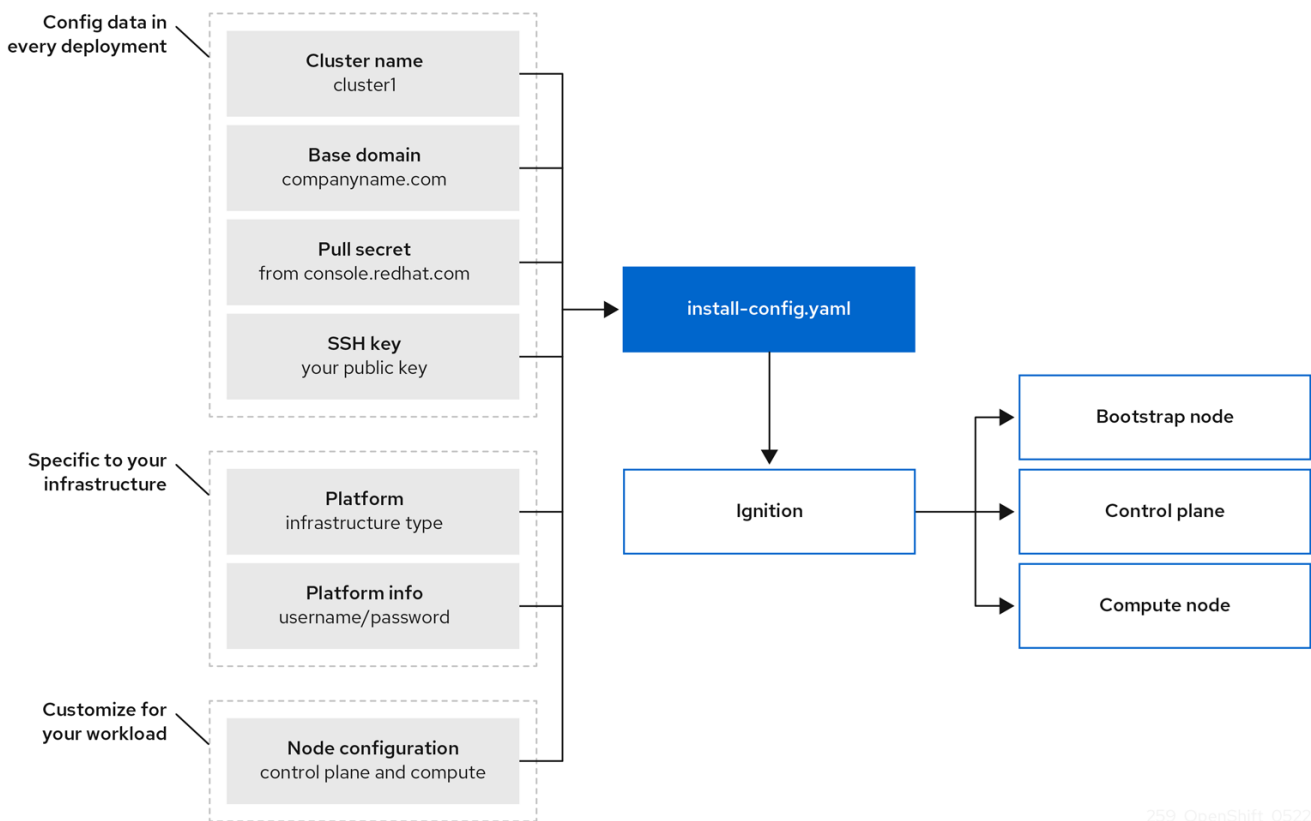 Config data in
every deployment
Cluster name
cluster1
Base domain
companyname.com
Pull secret
from console.redhat.com
SSH key
your public key
Specific to your
infrastructure
Platform
infrastructure type
Platform info
username/password
Customize for
your workload
Node configuration
control plane and compute
install-config.yaml
Ignition
Bootstrap node
Control plane
Compute node
259_OpenShift_0522